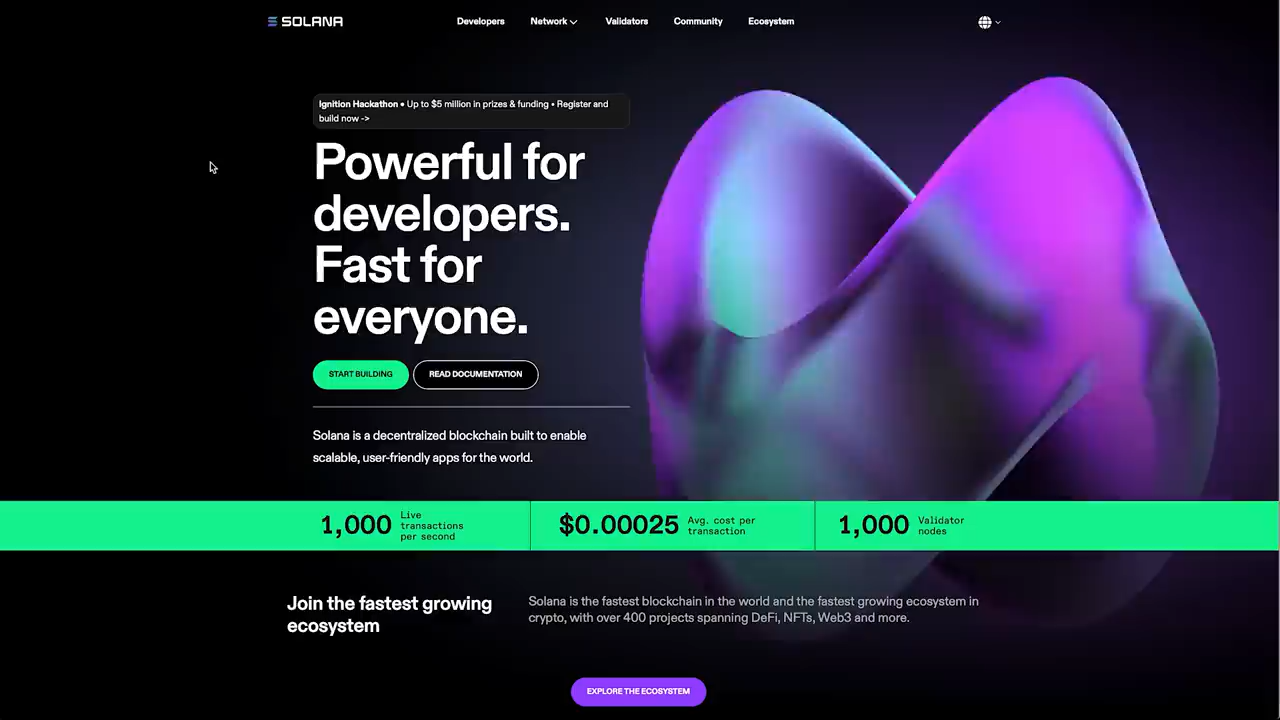 SOLANA
Developers
Network
Validators
Community
Ecosystem
Ignition Hackathon • Up to $5 million in prizes & funding • Register and
build now ->
Powerful for
developers.
Fast for
everyone.
START BUILDING
READ DOCUMENTATION
Solana is a decentralized blockchain built to enable
scalable, user-friendly apps for the world.
1,000
Live
transactions
per second
$0.00025
Avg. cost per
transaction
1,000
Validator
nodes
Join the fastest growing
ecosystem
Solana is the fastest blockchain in the world and the fastest growing ecosystem in
crypto, with over 400 projects spanning DeFi, NFTs, Web3 and more.
EXPLORE THE ECOSYSTEM